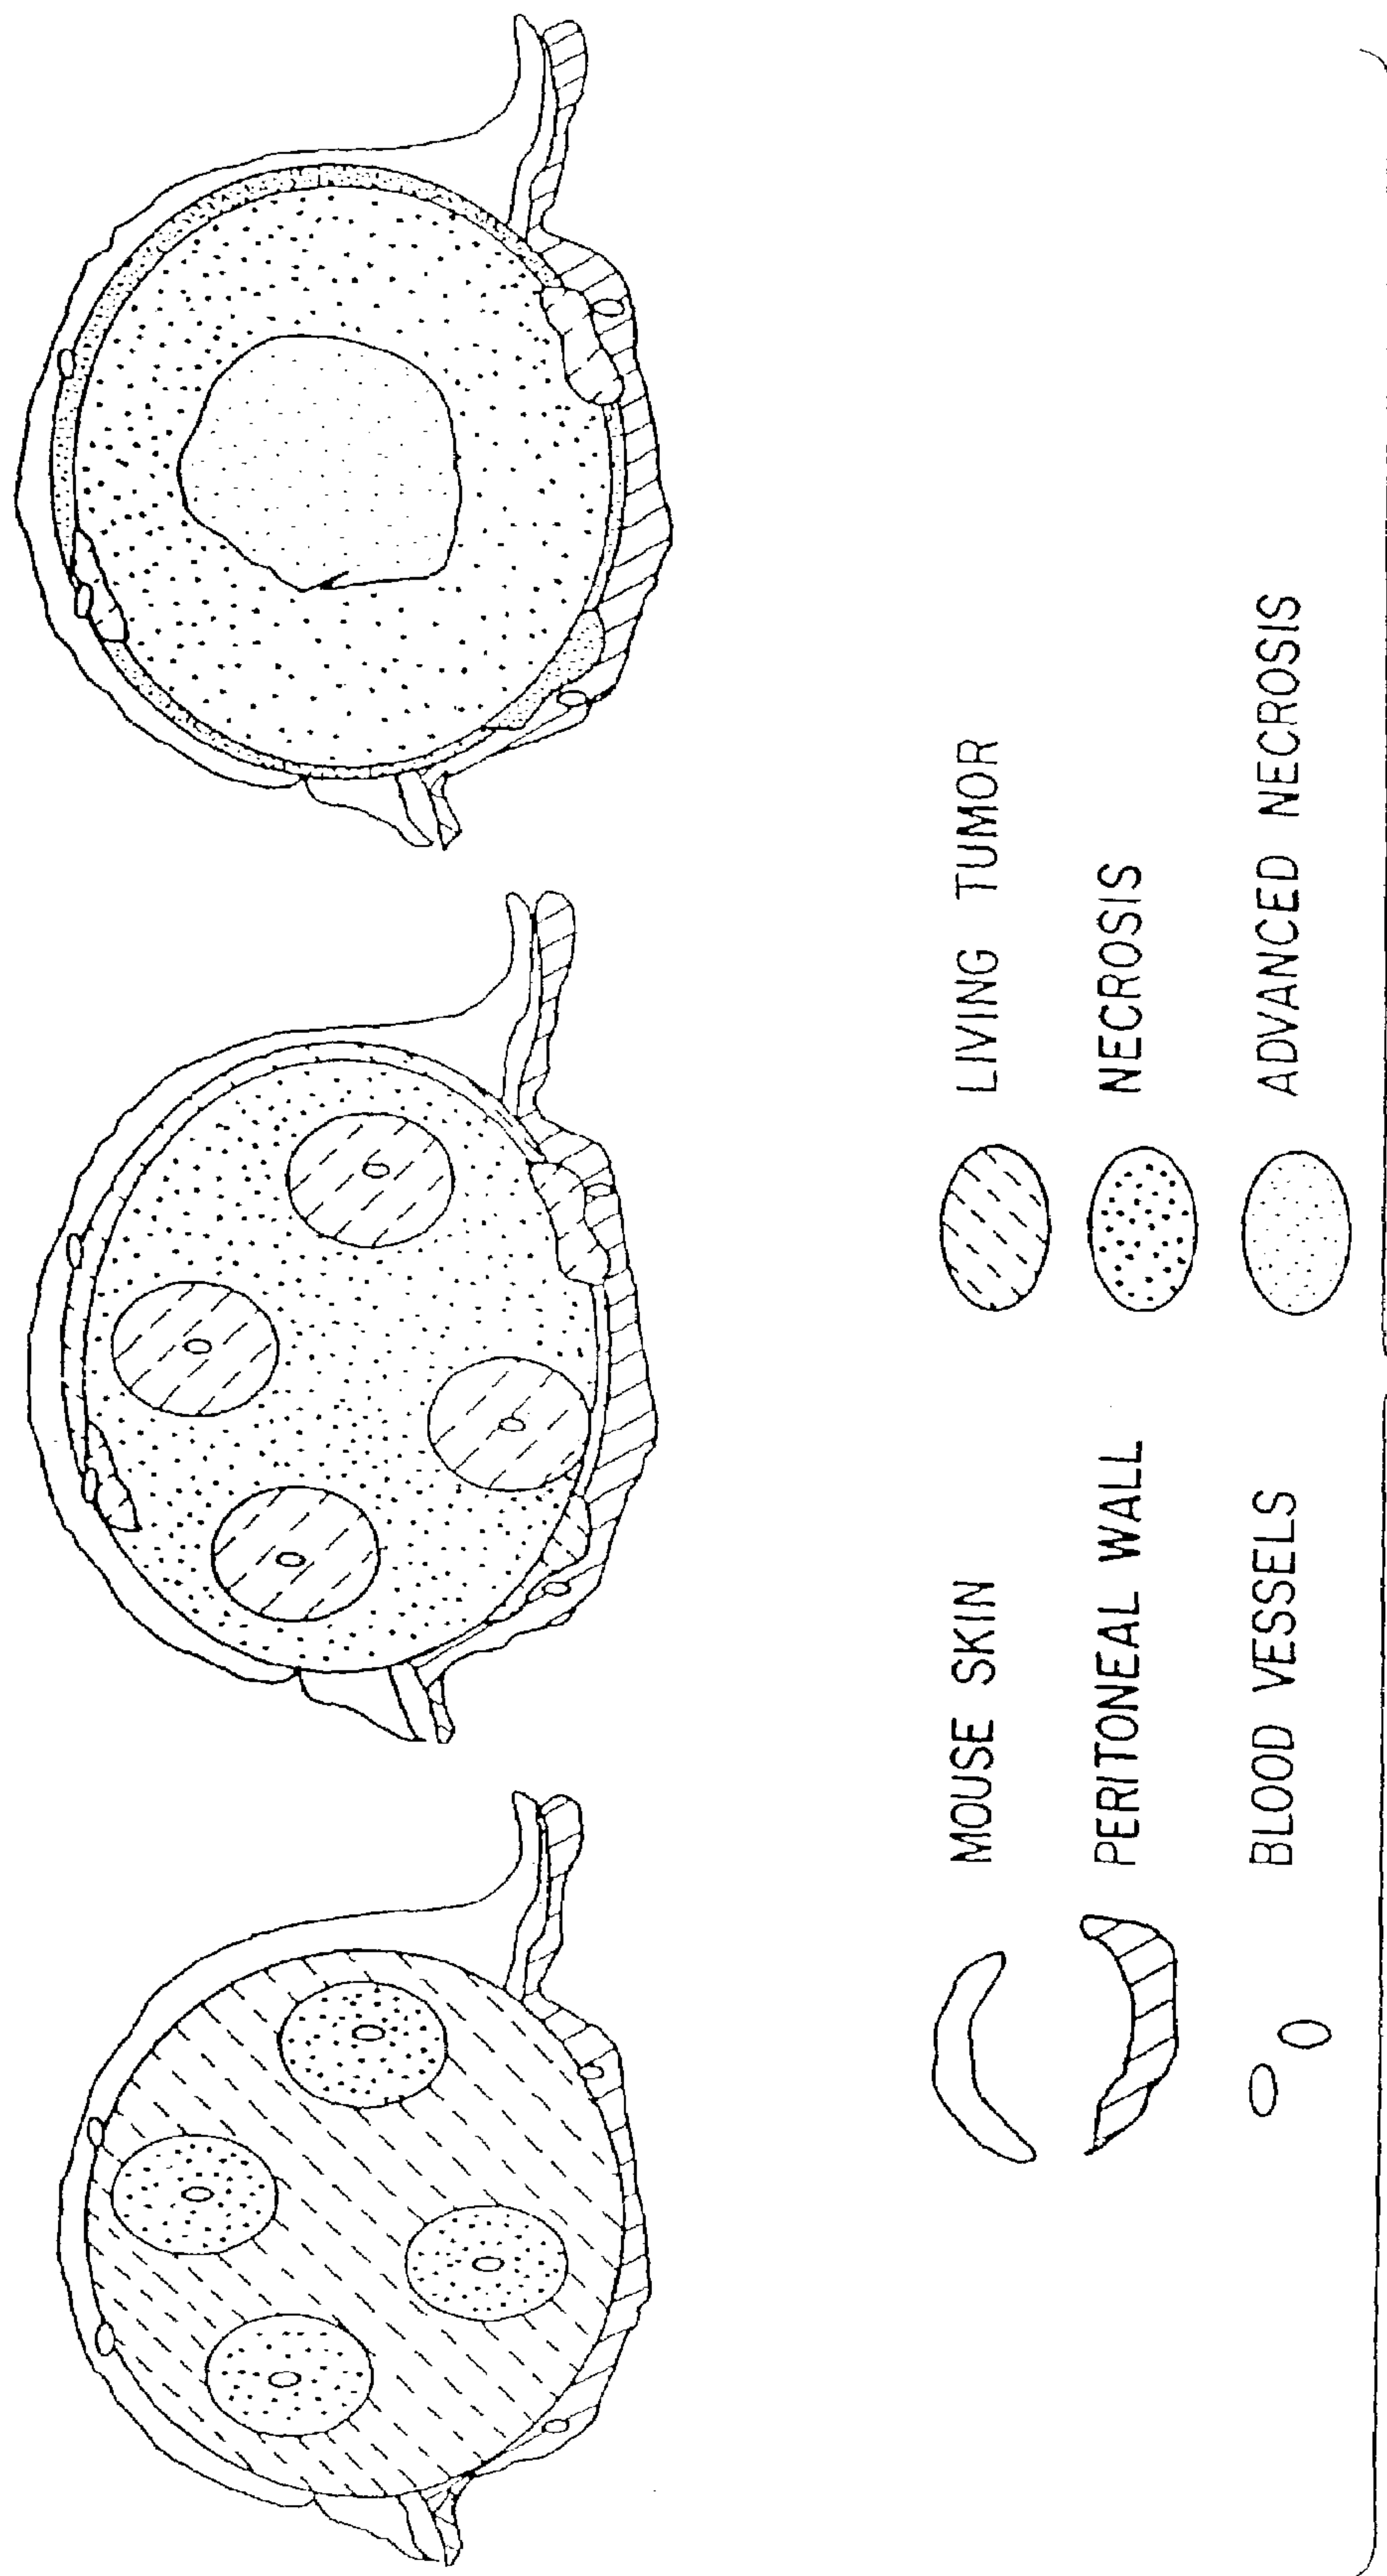 MOUSE SKIN
PERITONEAL WALL
BLOOD VESSELS
LIVING TUMOR
NECROSIS
ADVANCED NECROSIS